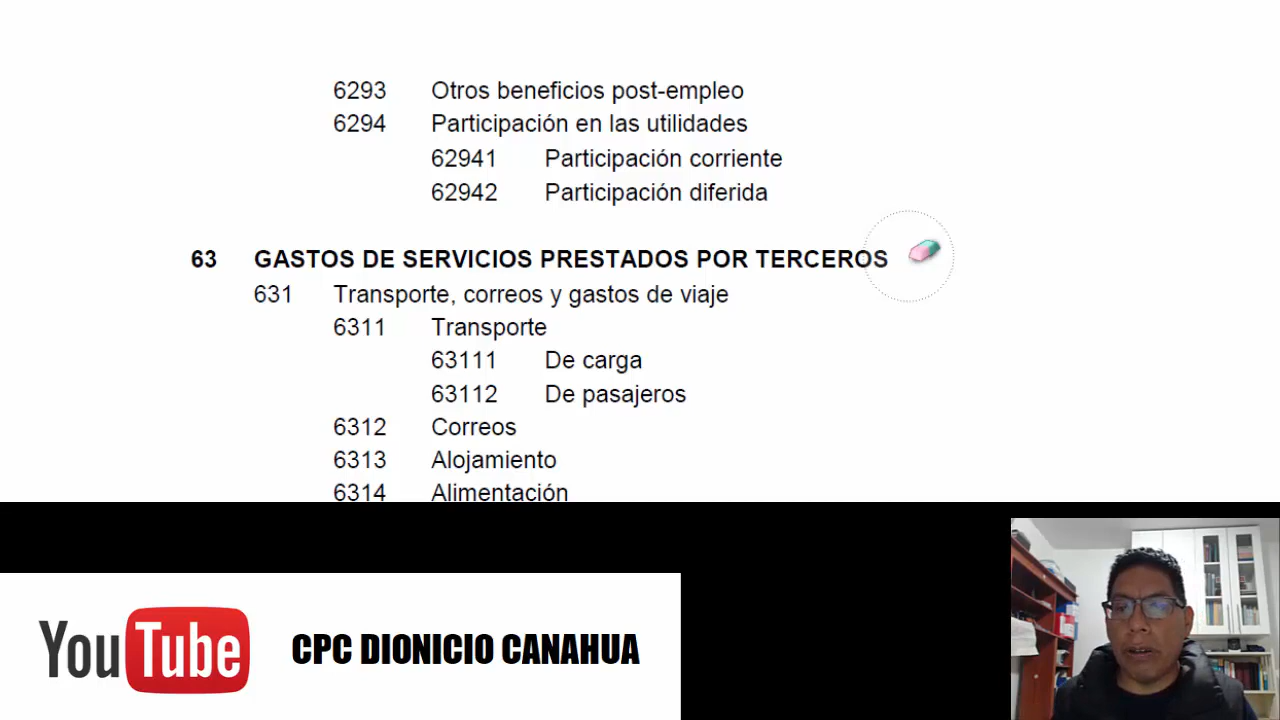 6293 Otros beneficios post-empleo
6294 Participación en las utilidades
62941 Participación corriente
62942 Participación diferida
63 GASTOS DE SERVICIOS PRESTADOS POR TERCEROS
631 Transporte, correos y gastos de viaje
6311 Transporte
63111 De carga
63112 De pasajeros
6312 Correos
6313 Alojamiento
6314 Alimentación
YouTube CPC DIONICIO CANAHUA